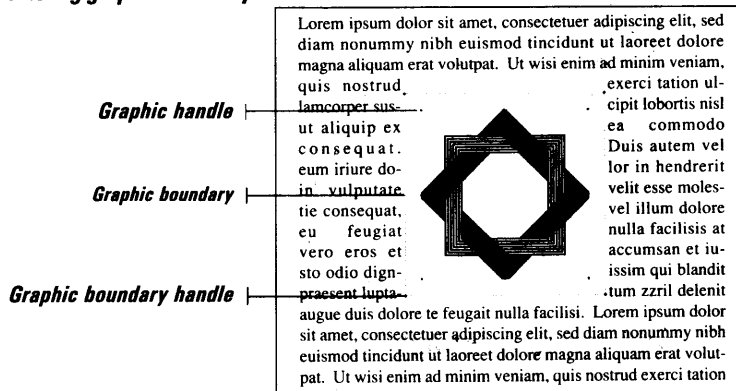 Lorem ipsum dolor sit amet, consectetuer adipiscing elit, sed
diam nonummy nibh euismod tincidunt ut laoreet dolore
magna aliquam erat volutpat. Ut wisi enim ad minim veniam,
quis nostrud exerci tation ul-
lamcorper sus- cipit lobortis nisl
ut aliquip ex ea commodo
consequat. Duis autem vel
eum iriure do- lor in hendrerit
in vulputate velit esse moles-
tie consequat, vel illum dolore
eu feugiat nulla facilisis at
vero eros et accumsan et iu-
sto odio dign- issim qui blandit
praesent lupta- tum zzril delenit
augue duis dolore te feugait nulla facilisi. Lorem ipsum dolor
sit amet, consectetuer adipiscing elit, sed diam nonummy nibh
euismod tincidunt ut laoreet dolore magna aliquam erat volut-
pat. Ut wisi enim ad minim veniam, quis nostrud exerci tation
Graphic handle
Graphic boundary
Graphic boundary handle